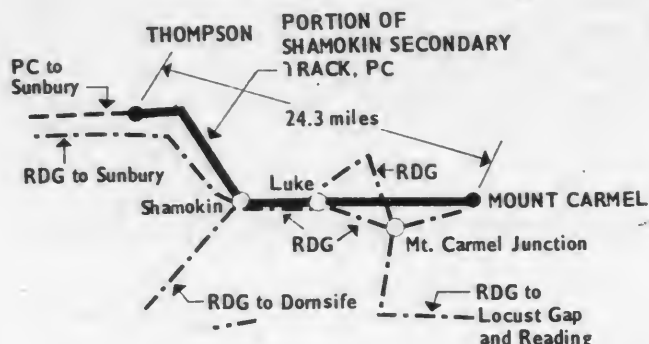 THOMPSON
PORTION OF
SHAMOKIN SECONDARY
TRACK, PC
PC to
Sunbury
24.3 miles
RDG to Sunbury
RDG
Luke
Shamokin
MOUNT CARMEL
RDG
Mt. Carmel Junction
RDG to Dornsife
RDG to
Locust Gap
and Reading